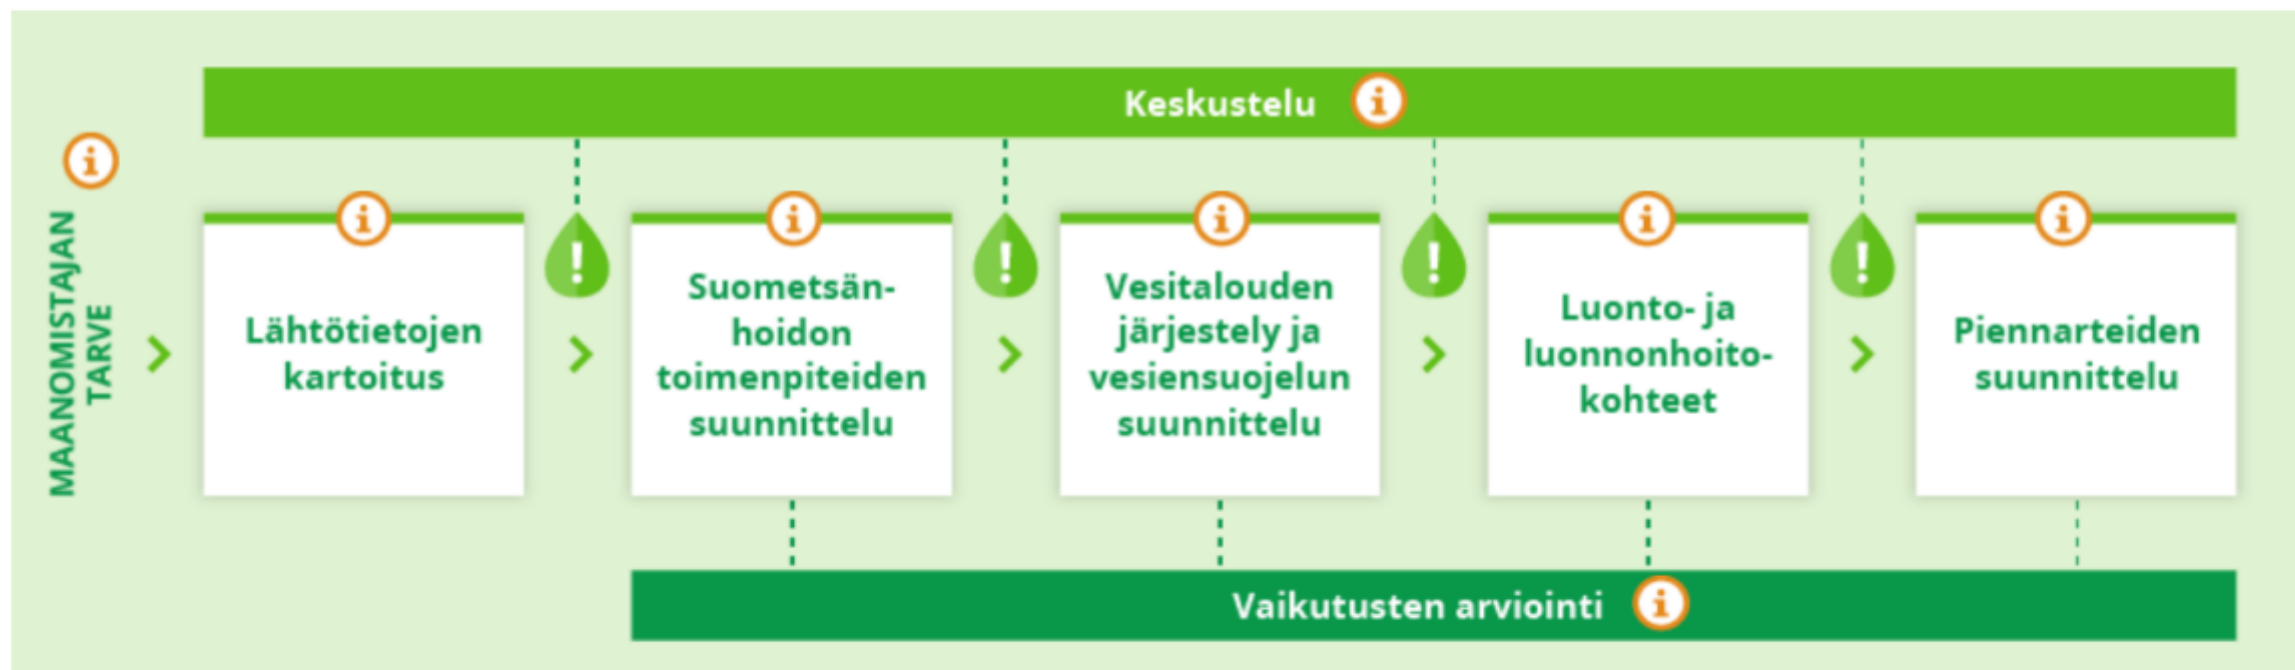 Keskustelu
MAANOMISTAJAN
TARVE
Lähtötietojen
kartoitus
Suometsän-
hoidon
toimenpiteiden
suunnittelu
Vesitalouden
järjestely ja
vesiensuojelun
suunnittelu
Luonto- ja
luonnonhoito-
kohteet
Piennarteiden
suunnittelu
Vaikutusten arviointi